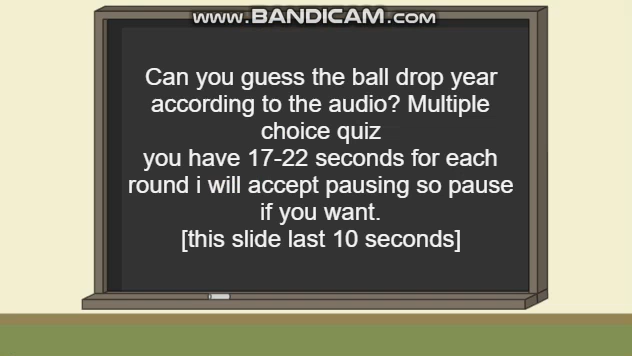 www.BANDICAM.com
Can you guess the ball drop year
according to the audio? Multiple
choice quiz
you have 17-22 seconds for each
round i will accept pausing so pause
if you want.
[this slide last 10 seconds]